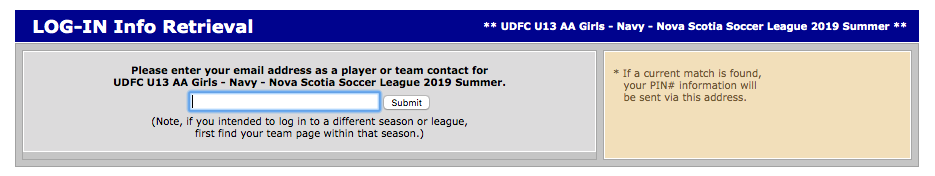 LOG-IN Info Retrieval
** UDFC U13 AA Girls - Navy - Nova Scotia Soccer League 2019 Summer **
Please enter your email address as a player or team contact for
UDFC U13 AA Girls - Navy - Nova Scotia Soccer League 2019 Summer.
Submit
(Note, if you intended to log in to a different season or league,
first find your team page within that season.)
* If a current match is found,
your PIN# information will
be sent via this address.